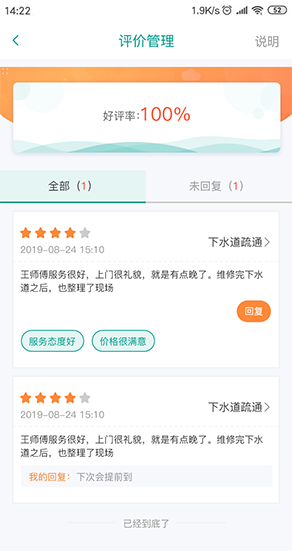 14:22
1.9K/s
52
评价管理
说明
好评率:100%
全部（1）
未回复（1）
2019-08-24 15:10
下水道疏通
王师傅服务很好，上门很礼貌，就是有点晚了。维修完下水
道之后，也整理了现场
回复
服务态度好
价格很满意
2019-08-24 15:10
下水道疏通
王师傅服务很好，上门很礼貌，就是有点晚了。维修完下水
道之后，也整理了现场
我的回复：下次会提前到
已经到底了